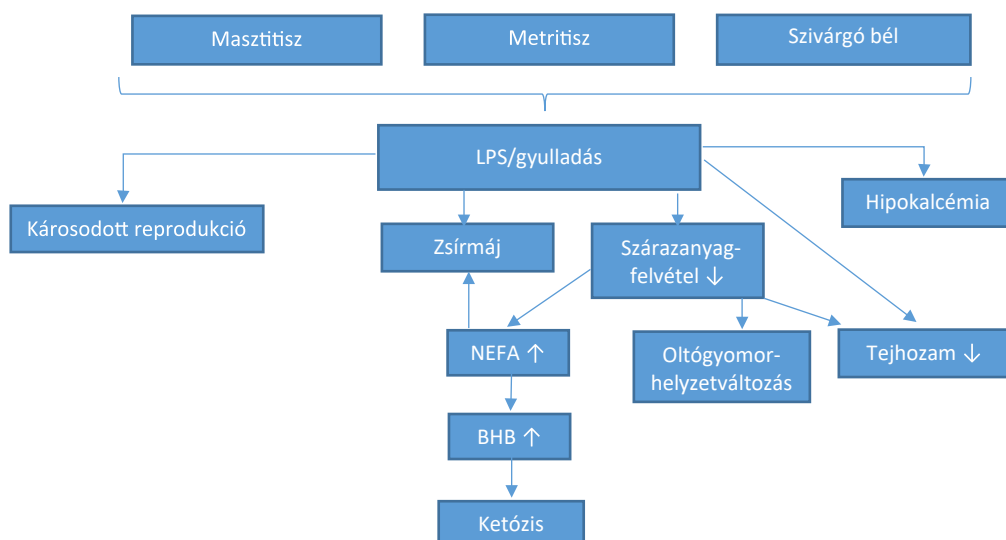 Masztitisz
Metritisz
Szivárgó bél
LPS/gyulladás
Károsodott reprodukció
Hipokalcémia
Zsírmáj
Szárazanyag-
felvétel ↓
NEFA ↑
Oltógyomor-
helyzetváltozás
Tejhozam ↓
BHB ↑
Ketózis